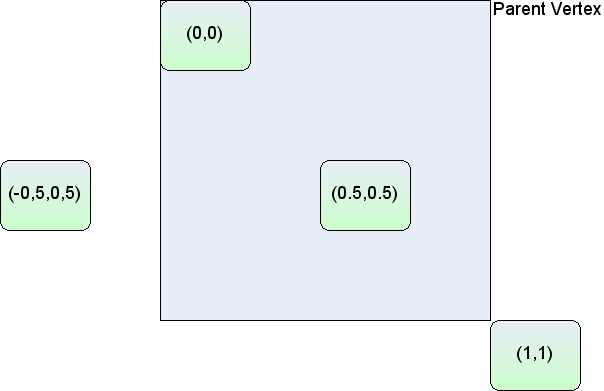 Parent Vertex
(0,0)
(-0,5,0,5)
(0.5,0.5)
(1,1)